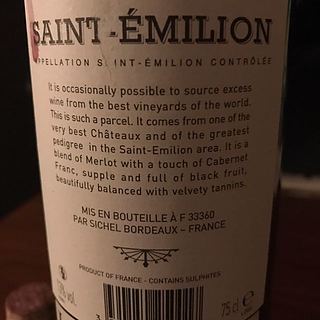 SAINT-ÉMILION
APPELLATION SAINT-ÉMILION CONTRÔLÉE
It is occasionally possible to source excess
wine from the best vineyards of the world.
This is such a parcel. It comes from one of the
very best Châteaux and of the greatest
pedigree in the Saint-Emilion area. It is a
blend of Merlot with a touch of Cabernet
Franc, supple and full of black fruit,
beautifully balanced with velvety tannins.
MIS EN BOUTEILLE À F 33360
PAR SICHEL BORDEAUX – FRANCE
PRODUCT OF FRANCE - CONTAINS SULPHITES
75 cl e
3